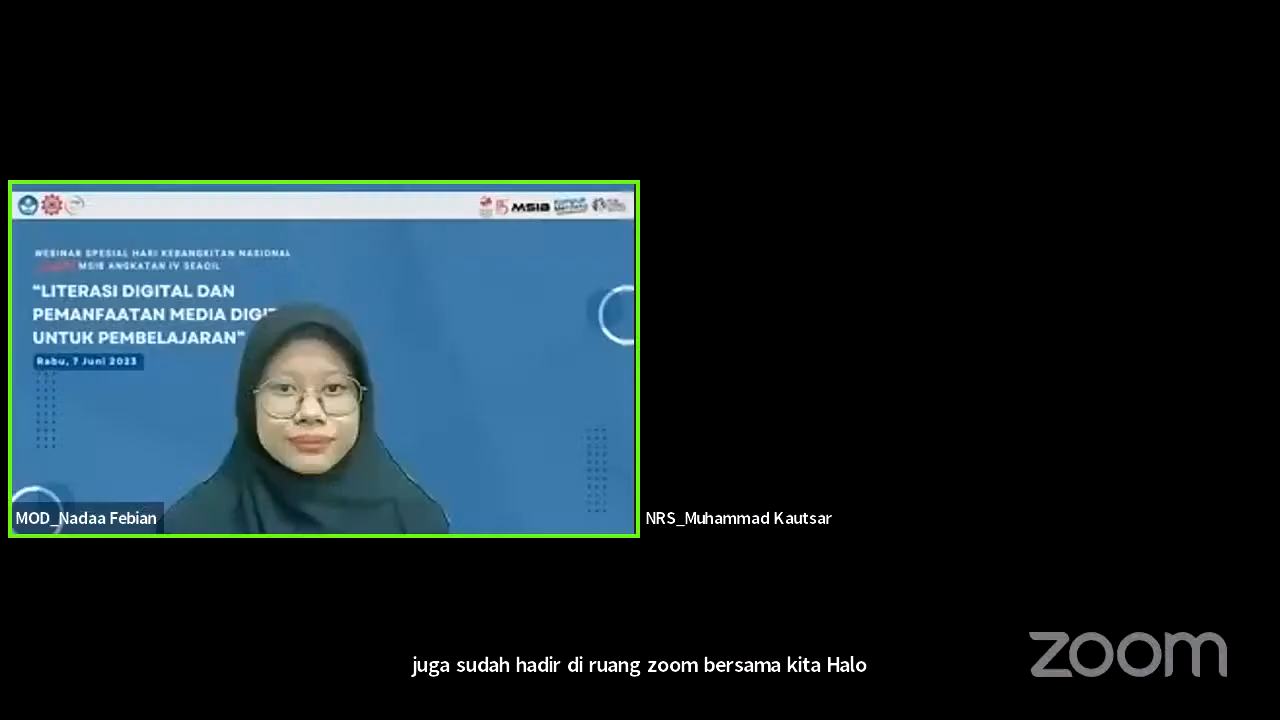 MSIB
WEBINAR SPESIAL HARI KEBANGKITAN NASIONAL
MSIB ANGKATAN IV SEAQIL
"LITERASI DIGITAL DAN
PEMANFAATAN MEDIA DIGI
UNTUK PEMBELAJARAN"
Rabu, 7 Juni 2023
MOD_Nadaa Febian
NRS_Muhammad Kautsar
juga sudah hadir di ruang zoom bersama kita Halo
zoom